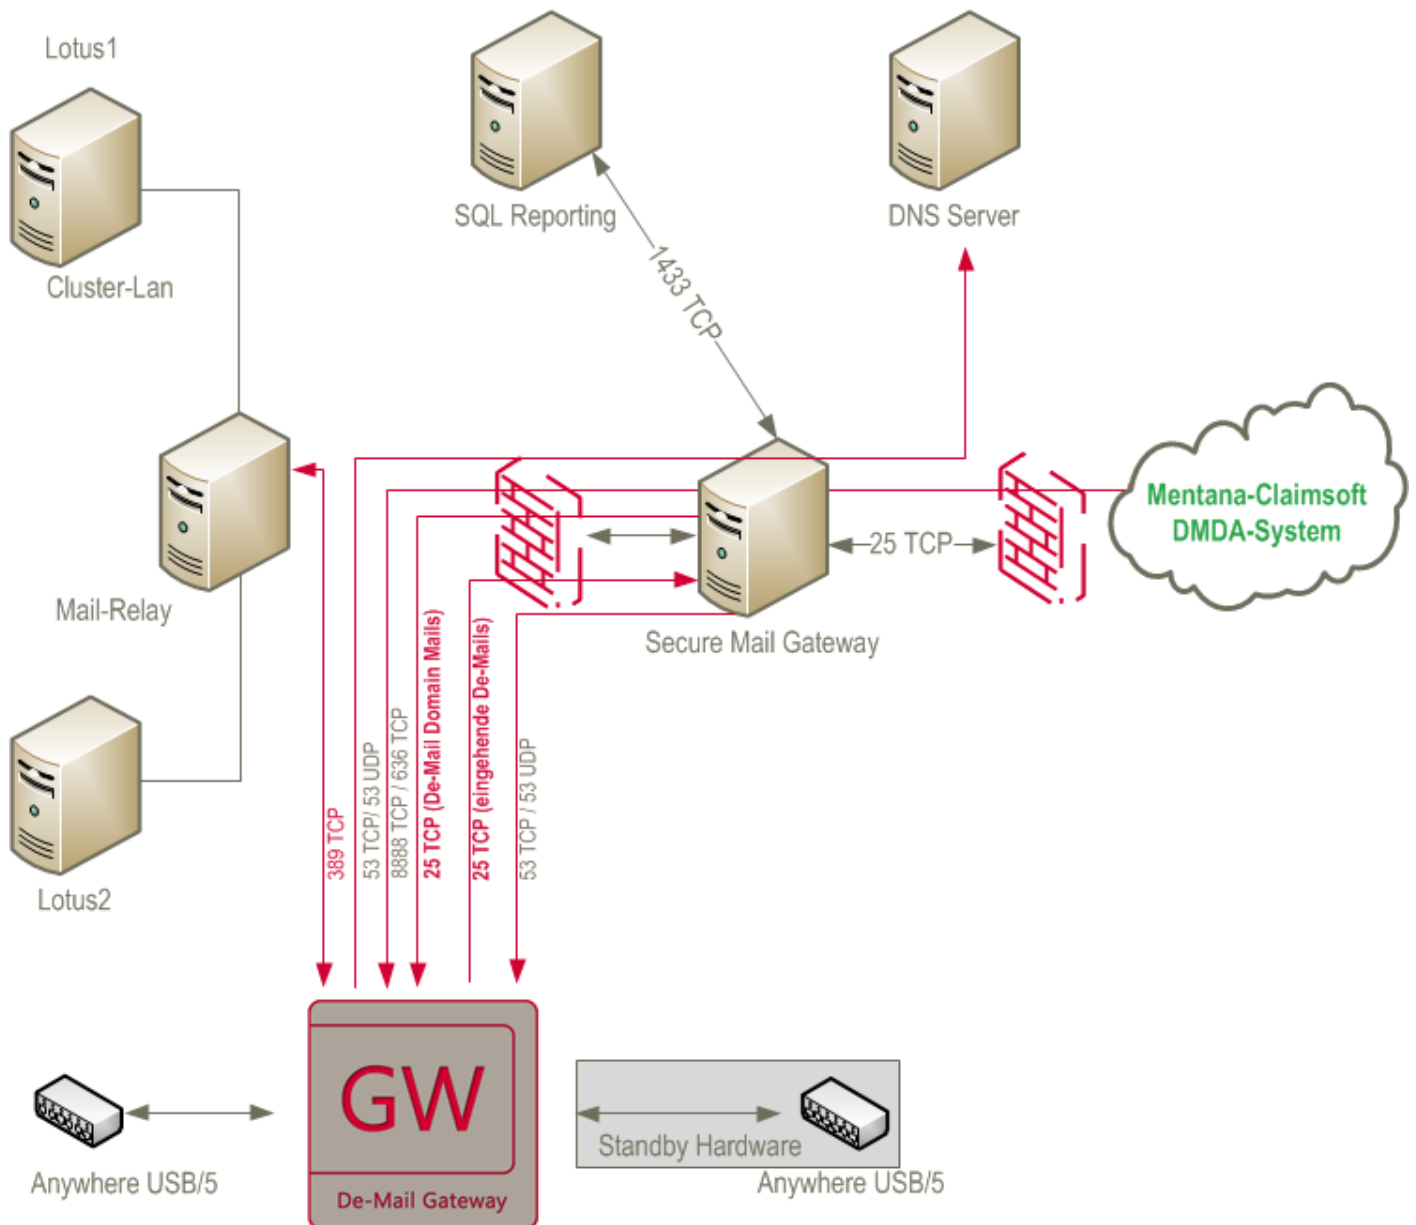 Lotus1
Cluster-Lan
SQL Reporting
DNS Server
1433 TCP
Mail-Relay
Lotus2
25 TCP
Secure Mail Gateway
Mentana-Claimsoft
DMDA-System
389 TCP
53 TCP/ 53 UDP
8888 TCP / 636 TCP
25 TCP (De-Mail Domain Mails)
25 TCP (eingehende De-Mails)
53 TCP / 53 UDP
GW
De-Mail Gateway
Anywhere USB/5
Standby Hardware
Anywhere USB/5